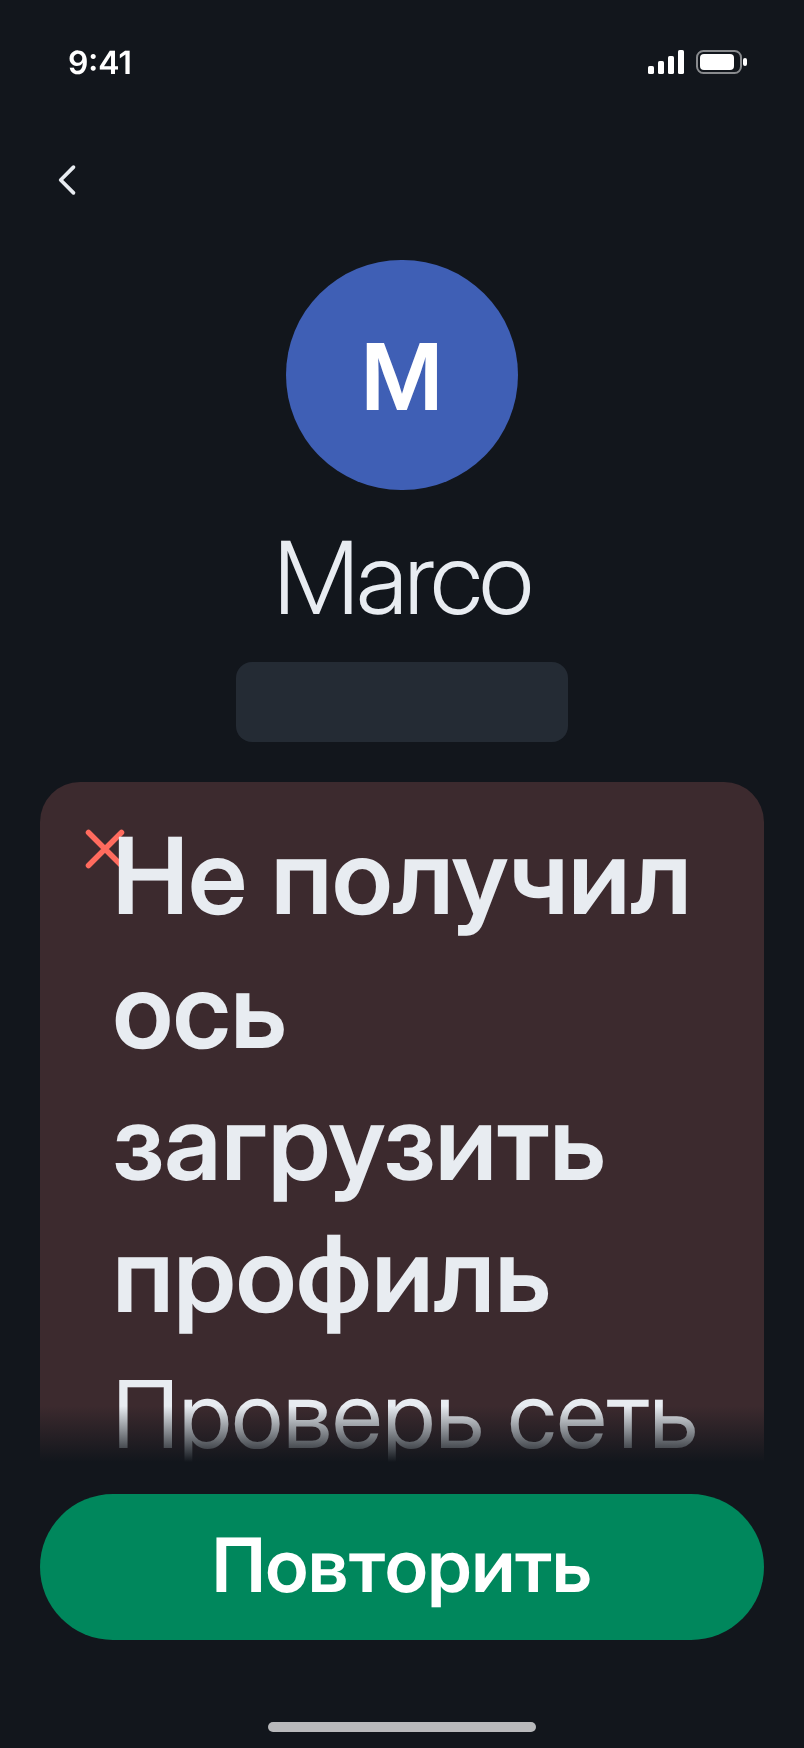 9:41
M
Marco
Не получил
ось
загрузить
профиль
Проверь сеть
Повторить